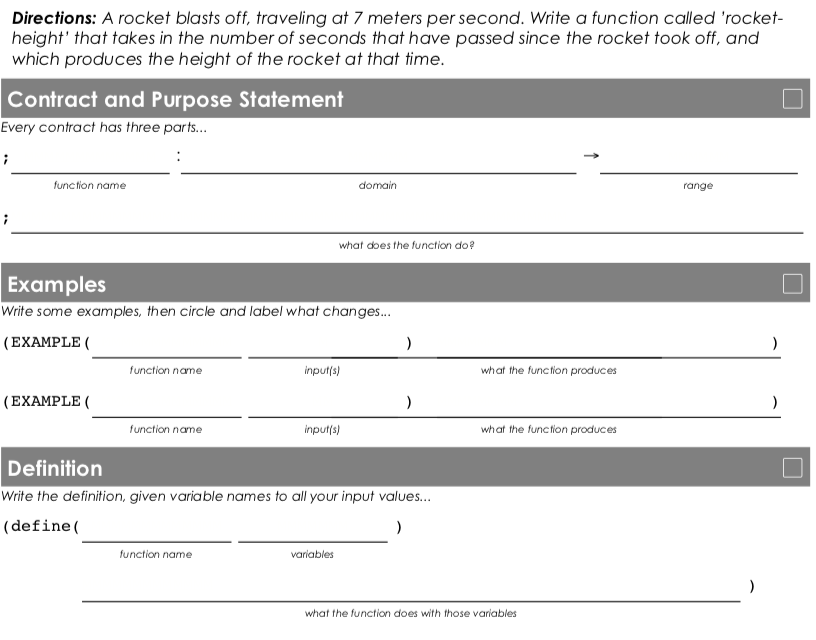 Directions: A rocket blasts off, traveling at 7 meters per second. Write a function called 'rocket-
height' that takes in the number of seconds that have passed since the rocket took off, and
which produces the height of the rocket at that time.
Contract and Purpose Statement
Every contract has three parts...
; : →
function name domain range
;
what does the function do?
Examples
Write some examples, then circle and label what changes...
(EXAMPLE( ) )
function name input(s) what the function produces
(EXAMPLE( ) )
function name input(s) what the function produces
Definition
Write the definition, given variable names to all your input values...
(define( )
function name variables
)
what the function does with those variables